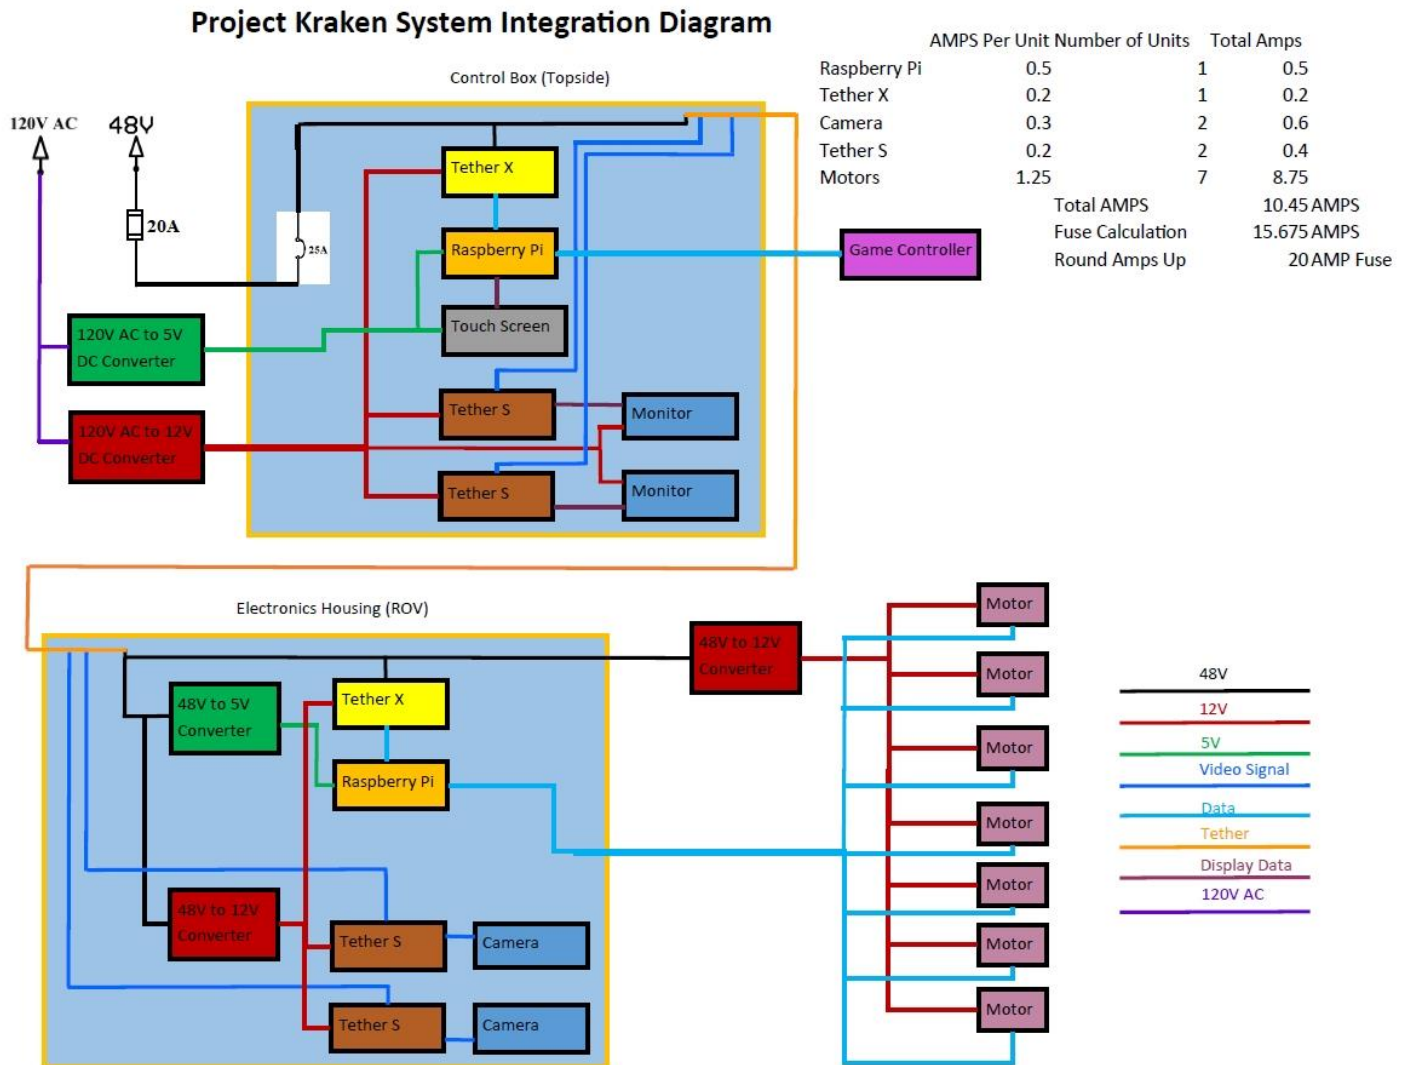 Project Kraken System Integration Diagram
AMPS Per Unit Number of Units Total Amps
Raspberry Pi 0.5 1 0.5
Tether X 0.2 1 0.2
Camera 0.3 2 0.6
Tether S 0.2 2 0.4
Motors 1.25 7 8.75
Total AMPS 10.45 AMPS
Fuse Calculation 15.675 AMPS
Round Amps Up 20 AMP Fuse
Control Box (Topside)
120V AC
48V
20A
25A
Tether X
Raspberry Pi
Game Controller
Touch Screen
120V AC to 5V
DC Converter
120V AC to 12V
DC Converter
Tether S
Monitor
Tether S
Monitor
Electronics Housing (ROV)
48V to 5V
Converter
Tether X
Raspberry Pi
48V to 12V
Converter
Tether S
Camera
Tether S
Camera
48V to 12V
Converter
Motor
Motor
Motor
Motor
Motor
Motor
Motor
48V
12V
5V
Video Signal
Data
Tether
Display Data
120V AC